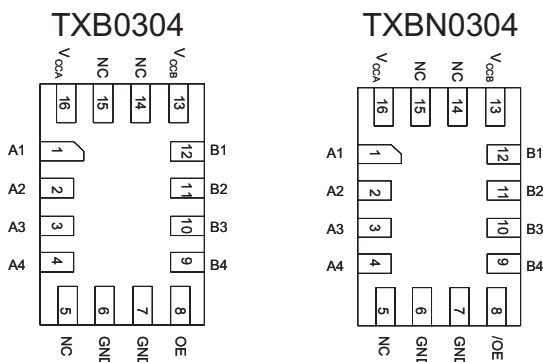 TXB0304
TXBN0304
VCCA NC NC VCCB
VCCA NC NC VCCB
16 15 14 13
16 15 14 13
A1 1 12 B1
A1 1 12 B1
A2 2 11 B2
A2 2 11 B2
A3 3 10 B3
A3 3 10 B3
A4 4 9 B4
A4 4 9 B4
5 6 7 8
5 6 7 8
NC GND GND OE
NC GND GND /OE